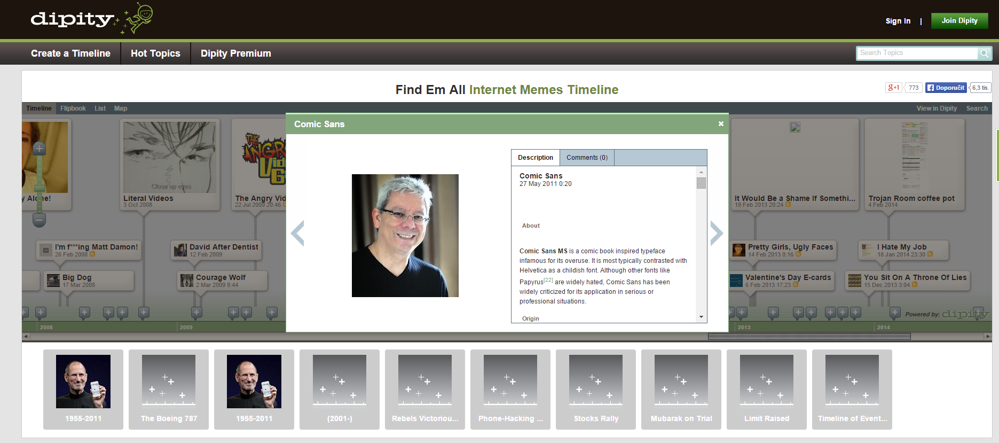 dipity
Sign In | Join Dipity
Create a Timeline
Hot Topics
Dipity Premium
Search Topics
Find Em All Internet Memes Timeline
g+1 773
Doporučit 6,3 tis.
Timeline Flipbook List Map
View in Dipity Search
y Alone!
Close up eyes
Literal Videos
3 Oct 2008
THE
ANGR
Vid
The Angry Vid
22 Jul 2009 20:46
I'm f***ing Matt Damon!
26 Feb 2008
David After Dentist
12 Feb 2009
Big Dog
17 Mar 2008
Courage Wolf
2 Mar 2009 9:44
2008
2009
Comic Sans
Description
Comments (0)
Comic Sans
27 May 2011 0:20
About
Comic Sans MS is a comic book inspired typeface
infamous for its overuse. It is most typically contrasted with
Helvetica as a childish font. Although other fonts like
Papyrus[22] are widely hated, Comic Sans has been
widely criticized for its application in serious or
professional situations.
Origin
It Would Be a Shame If Somethi...
19 Feb 2013 20:24
Trojan Room coffee pot
4 Feb 2014
Pretty Girls, Ugly Faces
14 Feb 2013 0:16
I Hate My Job
18 Jan 2014 23:30
Valentine's Day E-cards
6 Feb 2013 17:23
You Sit On A Throne Of Lies
15 Dec 2013 3:04
Powered by: dipity
2013
2014
1955-2011
The Boeing 787
1955-2011
(2001-)
Rebels Victoriou...
Phone-Hacking ...
Stocks Rally
Mubarak on Trial
Limit Raised
Timeline of Event...